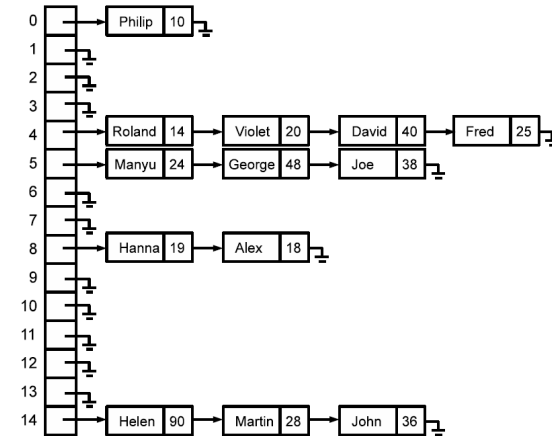 0 Philip 10
1
2
3
4 Roland 14 Violet 20 David 40 Fred 25
5 Manyu 24 George 48 Joe 38
6
7
8 Hanna 19 Alex 18
9
10
11
12
13
14 Helen 90 Martin 28 John 36